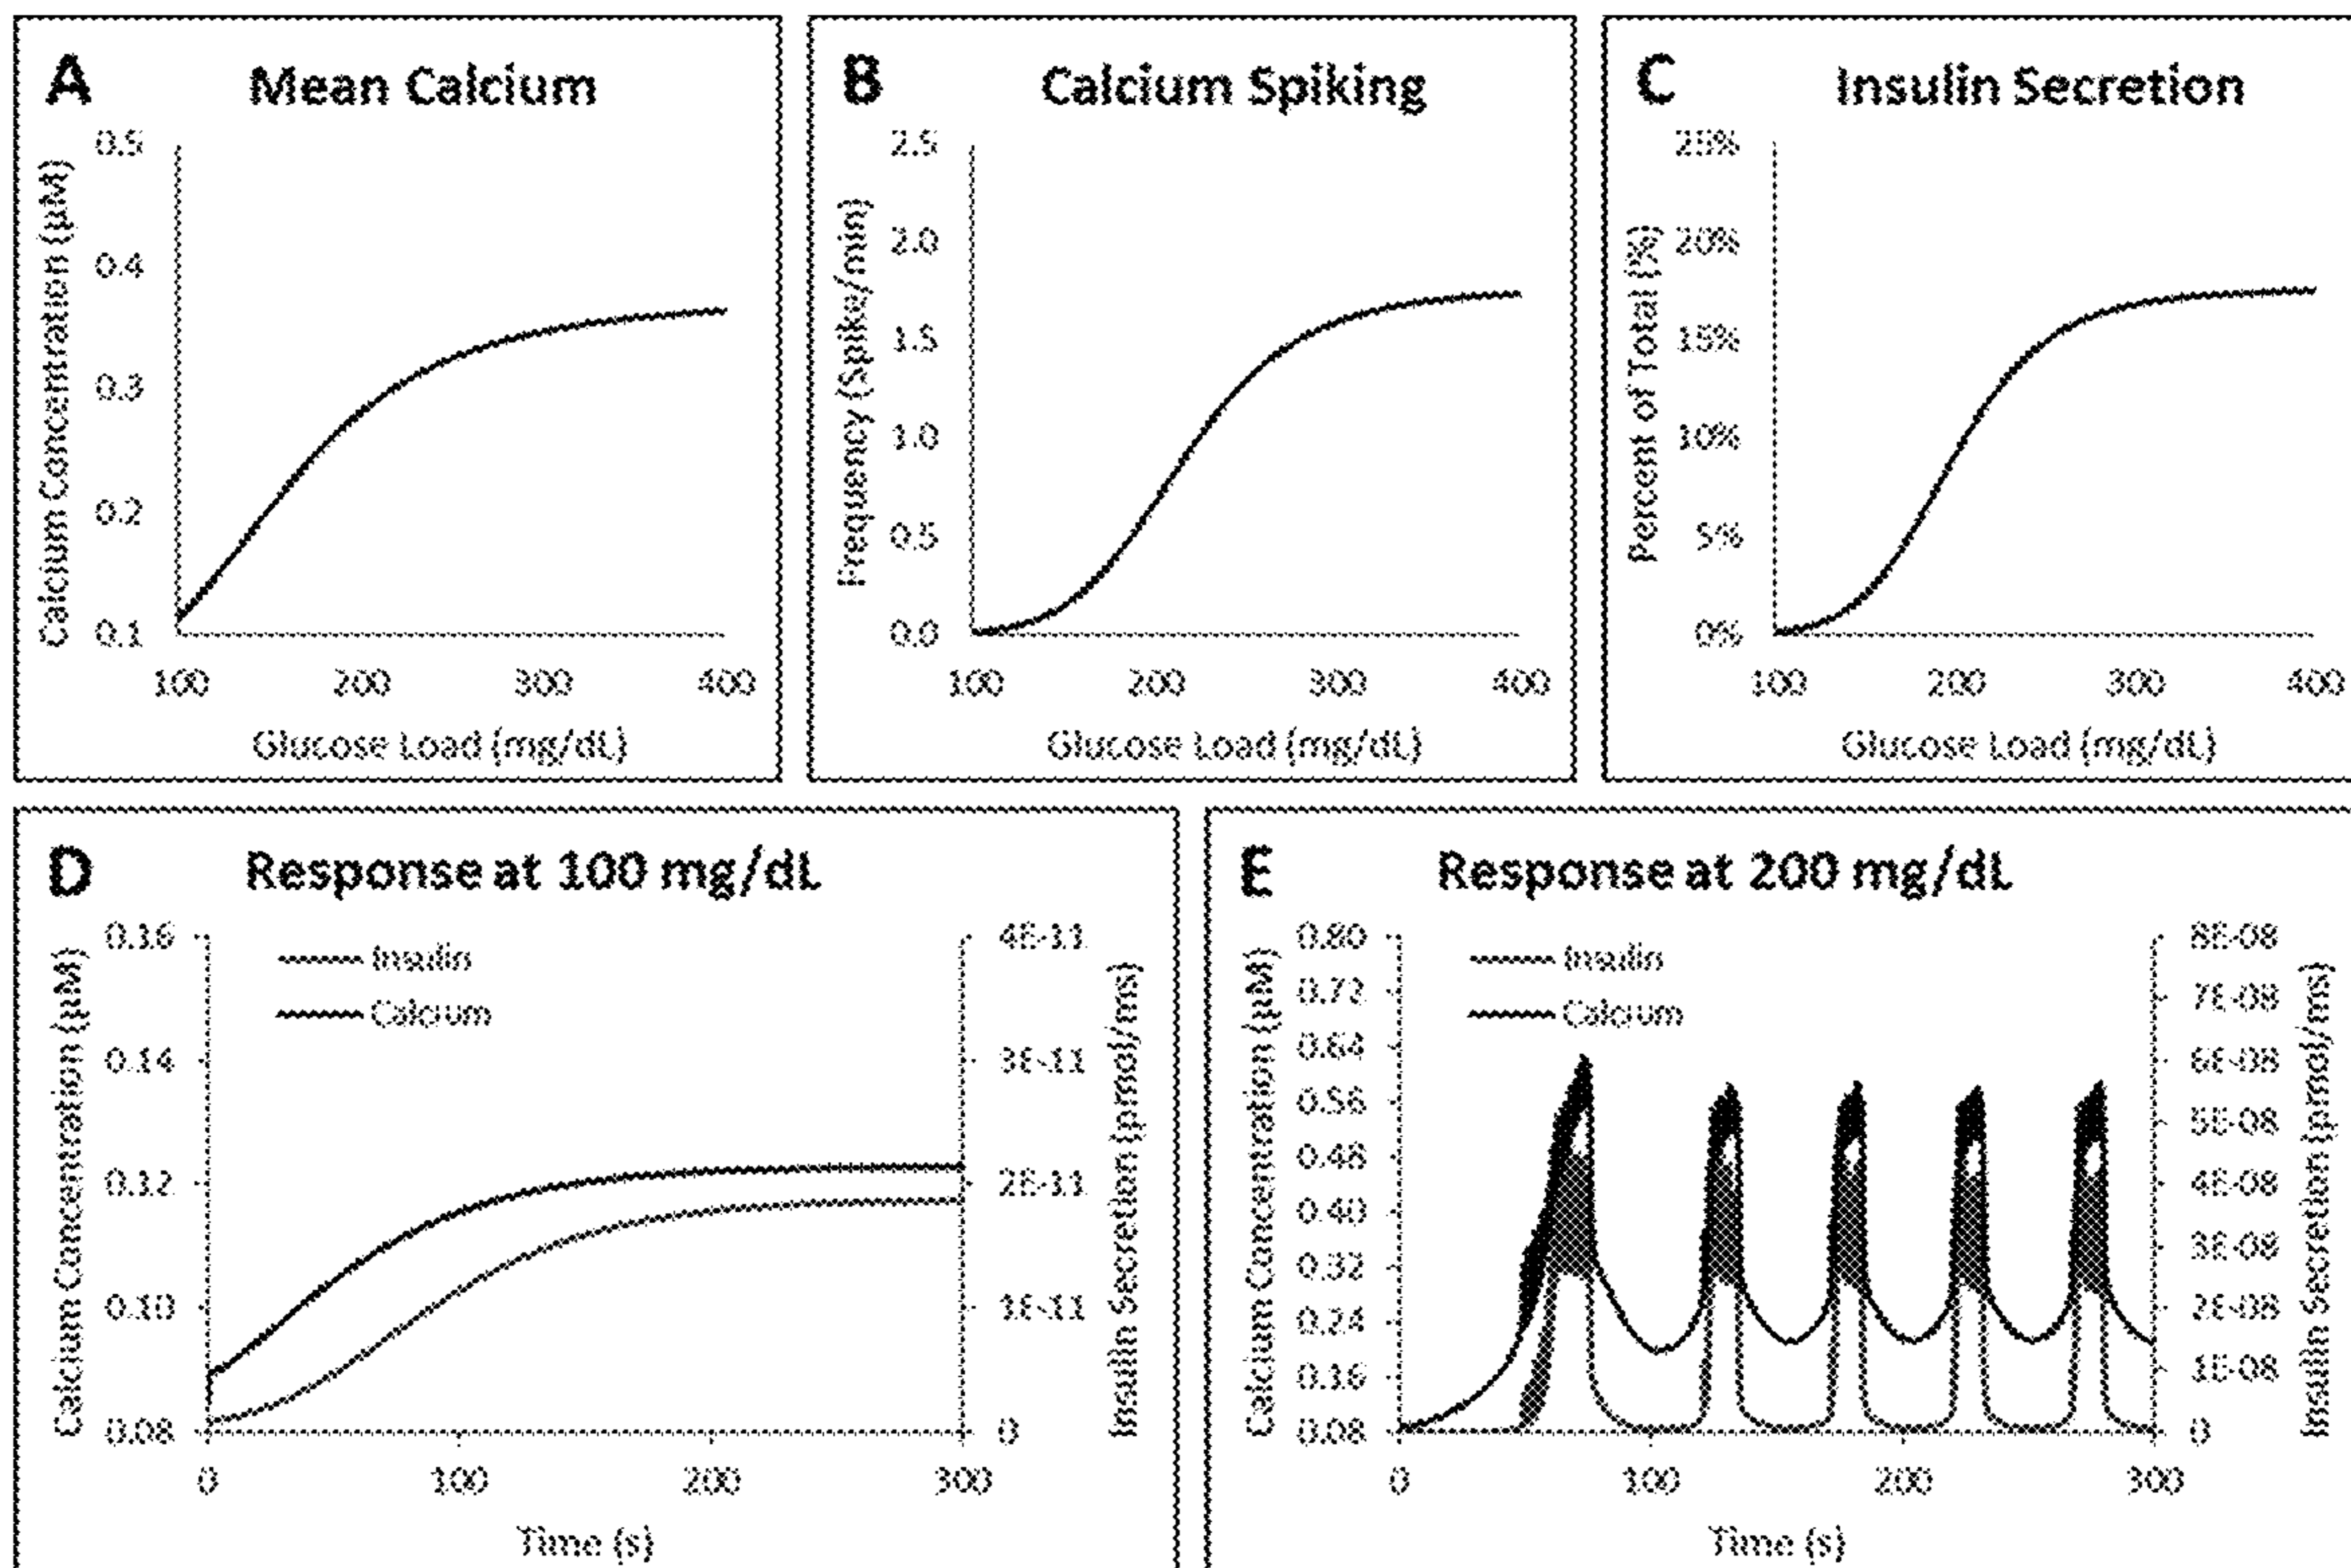 A Mean Calcium
Calcium Concentration (µM)
0.5
0.4
0.3
0.2
0.1
100 200 300 400
Glucose Load (mg/dL)
B Calcium Spiking
Frequency (Spike/min)
2.5
2.0
1.5
1.0
0.5
0.0
100 200 300 400
Glucose Load (mg/dL)
C Insulin Secretion
Percent of Total (%)
25%
20%
15%
10%
5%
0%
100 200 300 400
Glucose Load (mg/dL)
D Response at 100 mg/dL
Calcium Concentration (µM)
0.16
0.14
0.12
0.10
0.08
Insulin
Calcium
4E-11
3E-11
2E-11
1E-11
0
Insulin Secretion (pmol/ms)
0 100 200 300
Time (s)
E Response at 200 mg/dL
Calcium Concentration (µM)
0.80
0.72
0.64
0.56
0.48
0.40
0.32
0.24
0.16
0.08
Insulin
Calcium
8E-08
7E-08
6E-08
5E-08
4E-08
3E-08
2E-08
1E-08
0
Insulin Secretion (pmol/ms)
0 100 200 300
Time (s)